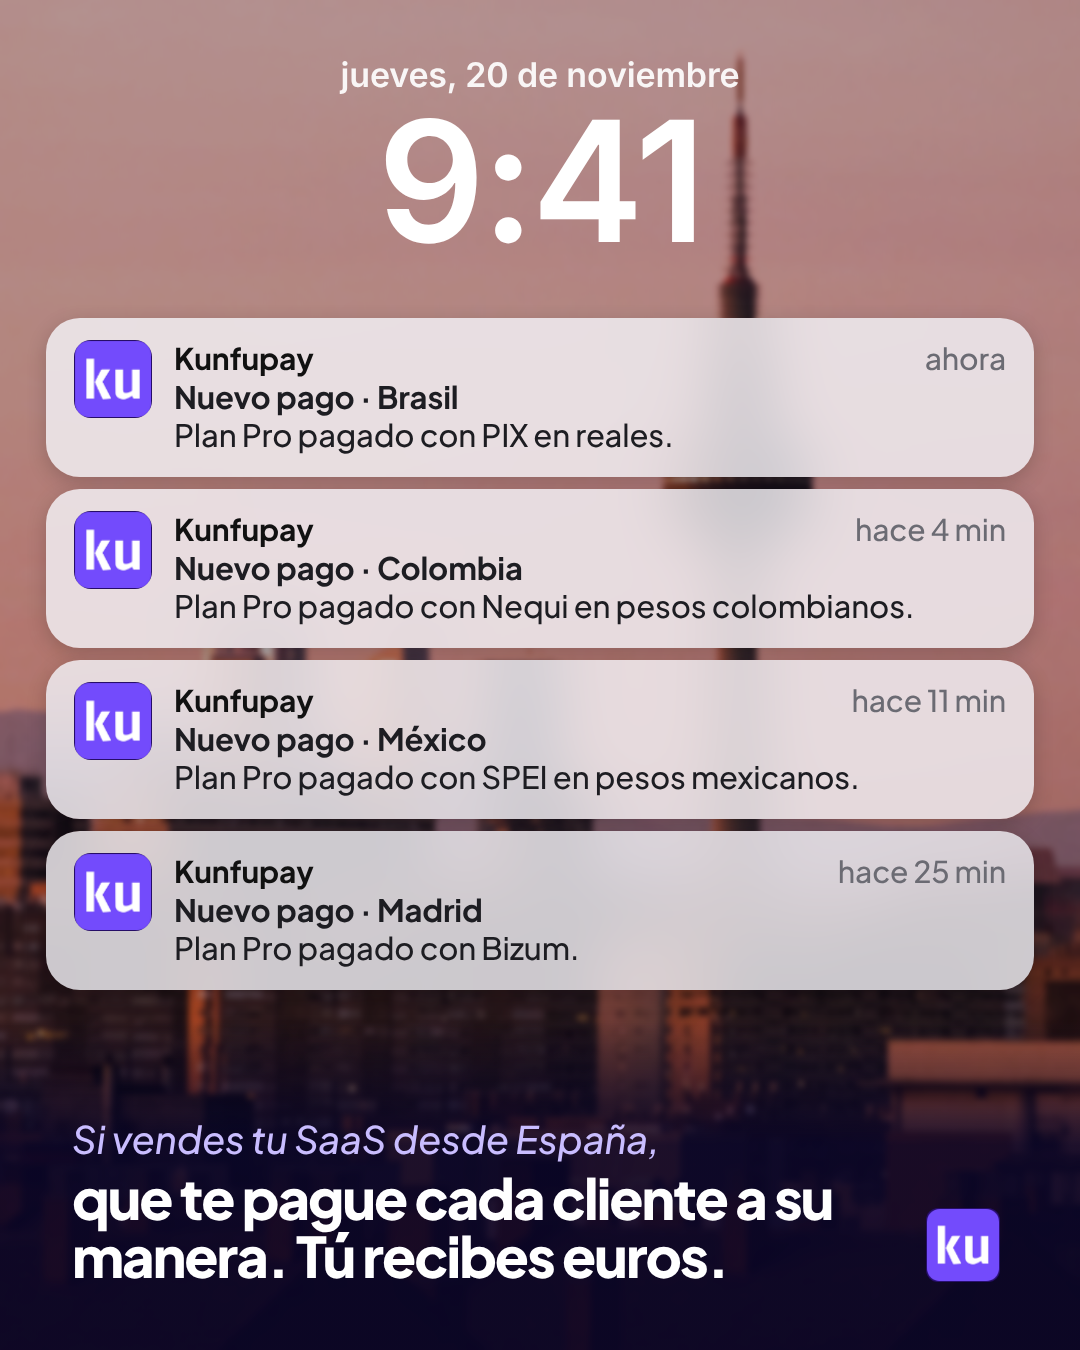 jueves, 20 de noviembre
9:41
ku
Kunfupay
ahora
Nuevo pago · Brasil
Plan Pro pagado con PIX en reales.
ku
Kunfupay
hace 4 min
Nuevo pago · Colombia
Plan Pro pagado con Nequi en pesos colombianos.
ku
Kunfupay
hace 11 min
Nuevo pago · México
Plan Pro pagado con SPEI en pesos mexicanos.
ku
Kunfupay
hace 25 min
Nuevo pago · Madrid
Plan Pro pagado con Bizum.
Si vendes tu SaaS desde España,
que te pague cada cliente a su
manera. Tú recibes euros.
ku